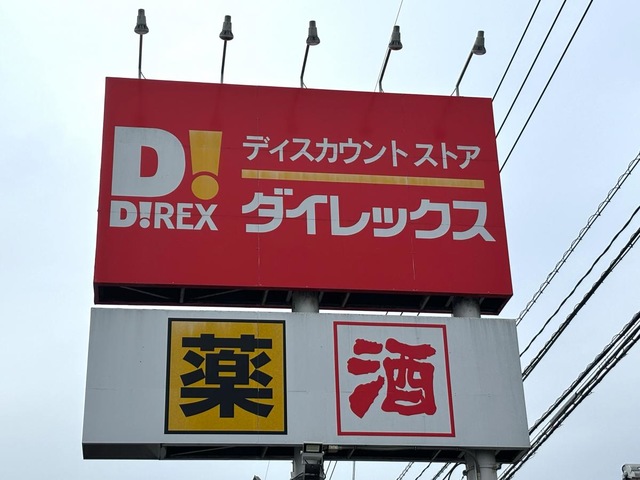 D!
D!REX
ディスカウント ストア
ダイレックス
薬
酒